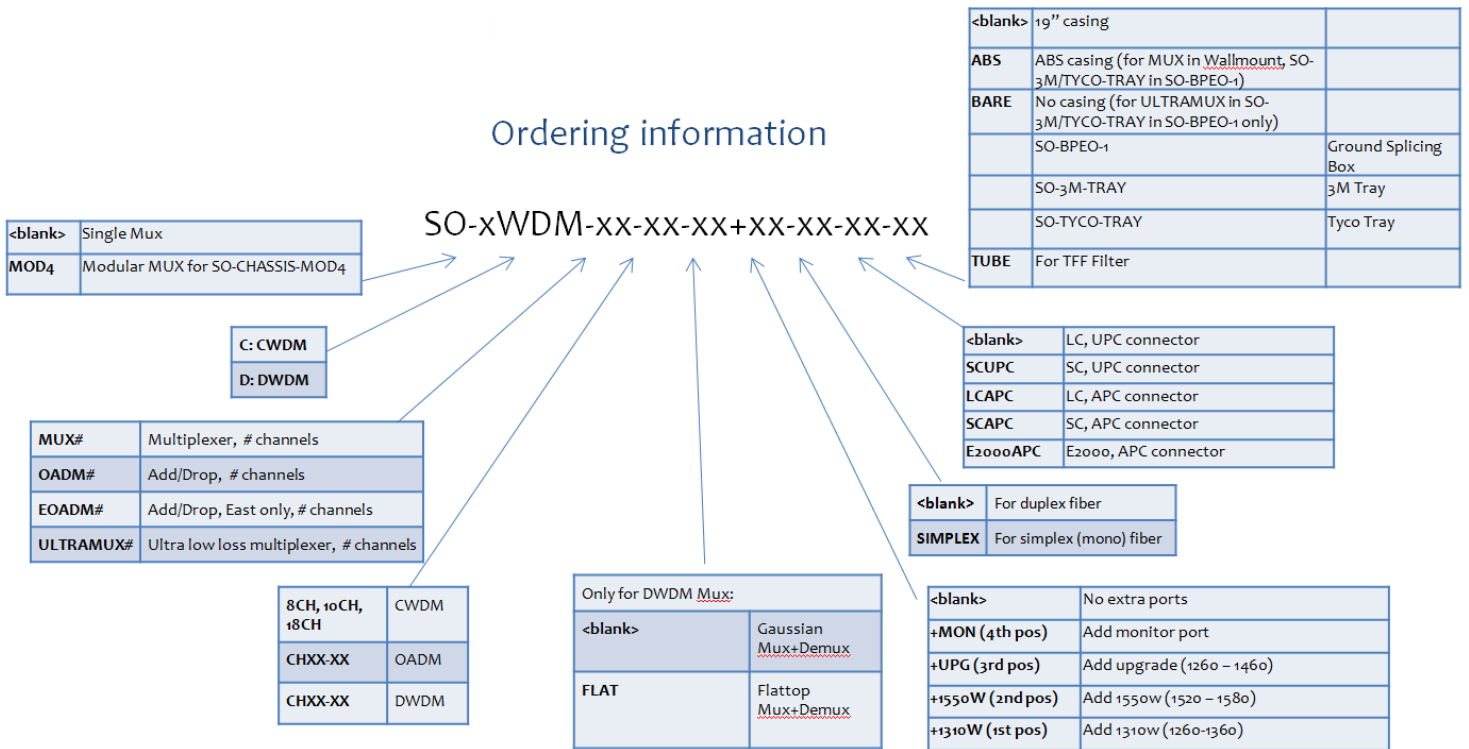 <blank> 19” casing
ABS ABS casing (for MUX in Wallmount, SO-
3M/TYCO-TRAY in SO-BPEO-1)
BARE No casing (for ULTRAMUX in SO-
3M/TYCO-TRAY in SO-BPEO-1 only)
SO-BPEO-1 Ground Splicing
Box
SO-3M-TRAY 3M Tray
SO-TYCO-TRAY Tyco Tray
TUBE For TFF Filter
Ordering information
SO-xWDM-xx-xx-xx+xx-xx-xx-xx
<blank> Single Mux
MOD4 Modular MUX for SO-CHASSIS-MOD4
C: CWDM
D: DWDM
<blank> LC, UPC connector
SCUPC SC, UPC connector
LCAPC LC, APC connector
SCAPC SC, APC connector
E2000APC E2000, APC connector
MUX# Multiplexer, # channels
OADM# Add/Drop, # channels
EOADM# Add/Drop, East only, # channels
ULTRAMUX# Ultra low loss multiplexer, # channels
<blank> For duplex fiber
SIMPLEX For simplex (mono) fiber
8CH, 10CH, CWDM
18CH
CHXX-XX OADM
CHXX-XX DWDM
Only for DWDM Mux:
<blank> Gaussian
Mux+Demux
FLAT Flattop
Mux+Demux
<blank> No extra ports
+MON (4th pos) Add monitor port
+UPG (3rd pos) Add upgrade (1260 – 1460)
+1550W (2nd pos) Add 1550w (1520 – 1580)
+1310W (1st pos) Add 1310w (1260-1360)